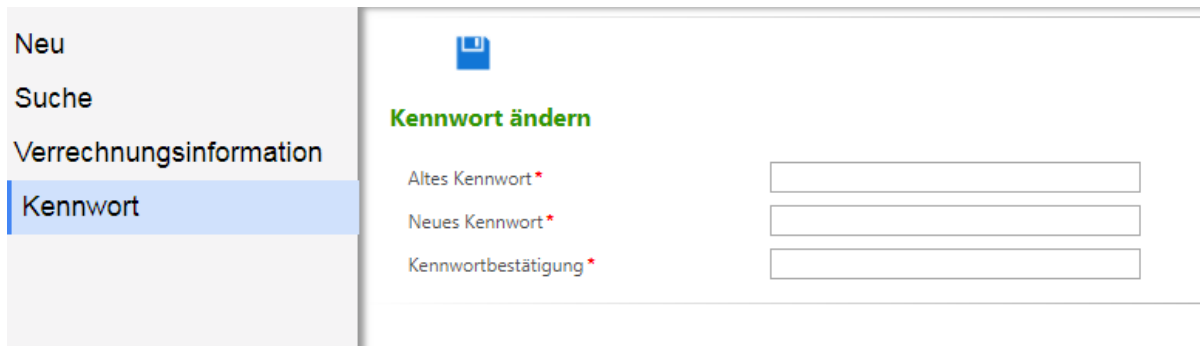 Neu
Suche
Verrechnungsinformation
Kennwort
Kennwort ändern
Altes Kennwort*
Neues Kennwort*
Kennwortbestätigung*